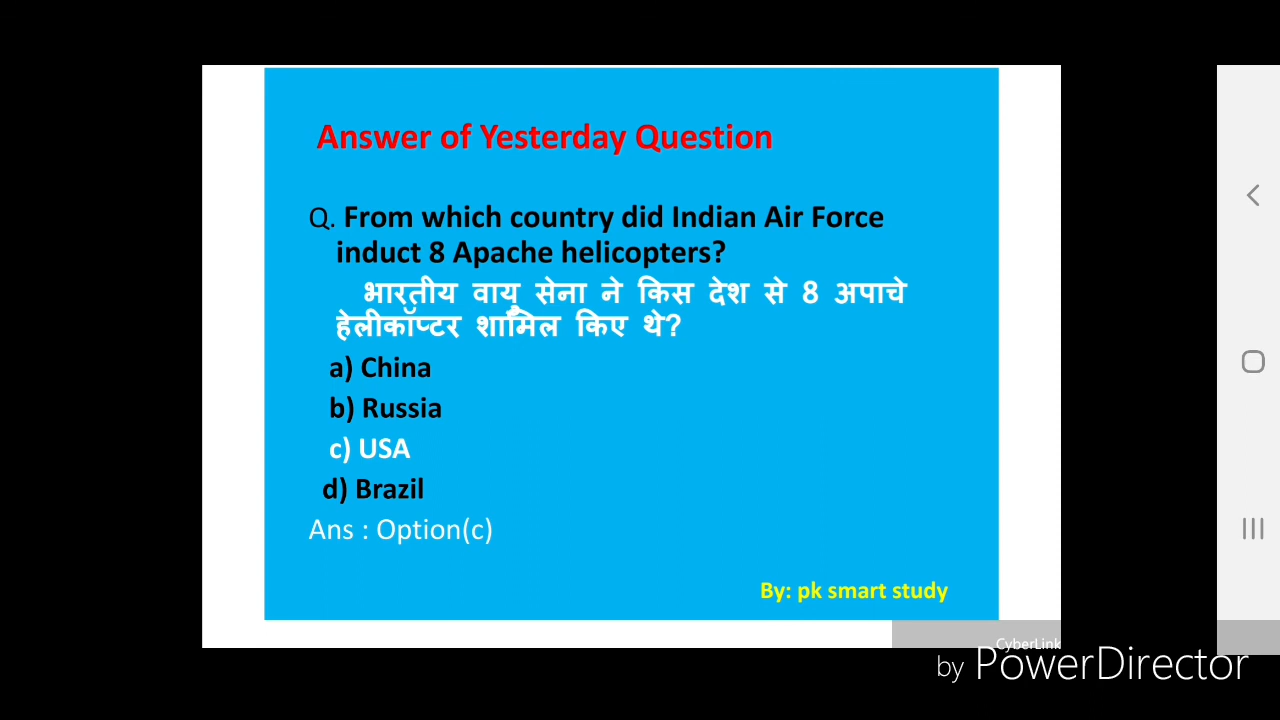 Answer of Yesterday Question
Q. From which country did Indian Air Force
induct 8 Apache helicopters?
भारतीय वायु सेना ने किस देश से 8 अपाचे
हेलीकॉप्टर शामिल किए थे?
a) China
b) Russia
c) USA
d) Brazil
Ans : Option(c)
By: pk smart study
CyberLink
by PowerDirector